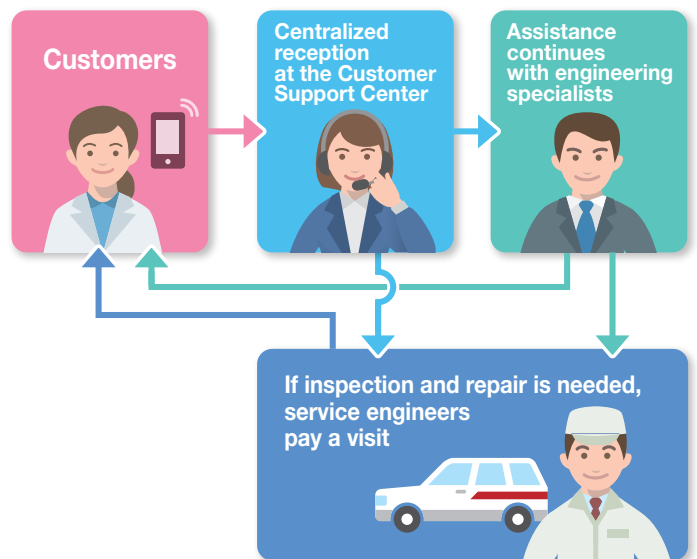 Customers
Centralized
reception
at the Customer
Support Center
Assistance
continues
with engineering
specialists
If inspection and repair is needed,
service engineers
pay a visit